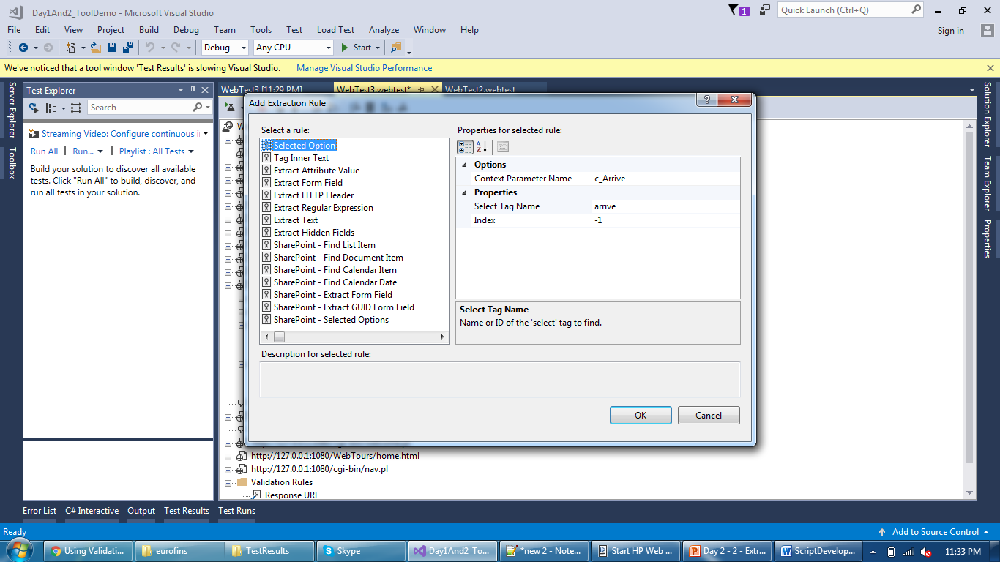 Day1And2_ToolDemo - Microsoft Visual Studio
1
Quick Launch (Ctrl+Q)
File Edit View Project Build Debug Team Tools Test Load Test Analyze Window Help
Sign in
Debug Any CPU Start
We've noticed that a tool window 'Test Results' is slowing Visual Studio. Manage Visual Studio Performance
Server Explorer
Toolbox
Test Explorer
Search
Streaming Video: Configure continuous i
Run All | Run... | Playlist : All Tests
Build your solution to discover all available
tests. Click "Run All" to build, discover, and
run all tests in your solution.
WebTest3 [11:29 PM] WebTest3.webtest* WebTest2.webtest
Add Extraction Rule
Select a rule:
Selected Option
Tag Inner Text
Extract Attribute Value
Extract Form Field
Extract HTTP Header
Extract Regular Expression
Extract Text
Extract Hidden Fields
SharePoint - Find List Item
SharePoint - Find Document Item
SharePoint - Find Calendar Item
SharePoint - Find Calendar Date
SharePoint - Extract Form Field
SharePoint - Extract GUID Form Field
SharePoint - Selected Options
Properties for selected rule:
Options
Context Parameter Name c_Arrive
Properties
Select Tag Name arrive
Index -1
Select Tag Name
Name or ID of the 'select' tag to find.
Description for selected rule:
OK Cancel
http://127.0.0.1:1080/WebTours/home.html
http://127.0.0.1:1080/cgi-bin/nav.pl
Validation Rules
Response URL
Solution Explorer
Team Explorer
Properties
Error List C# Interactive Output Test Results Test Runs
Ready
Add to Source Control
Using Validati... eurofins TestResults Skype Day1And2_To... *new 2 - Note... Start HP Web ... Day 2 - 2 - Extr... ScriptDevelop... 11:33 PM